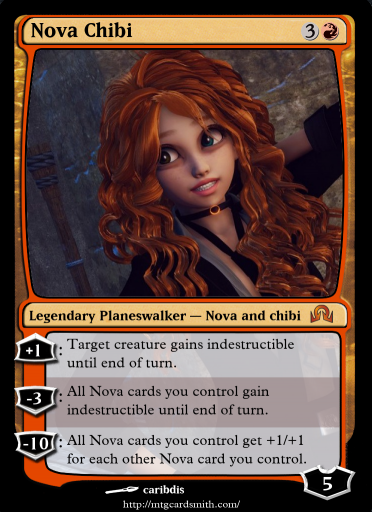 Nova Chibi 3
Legendary Planeswalker — Nova and chibi
+1: Target creature gains indestructible
until end of turn.
-3: All Nova cards you control gain
indestructible until end of turn.
-10: All Nova cards you control get +1/+1
for each other Nova card you control.
5
caribdis
http://mtgcardsmith.com/